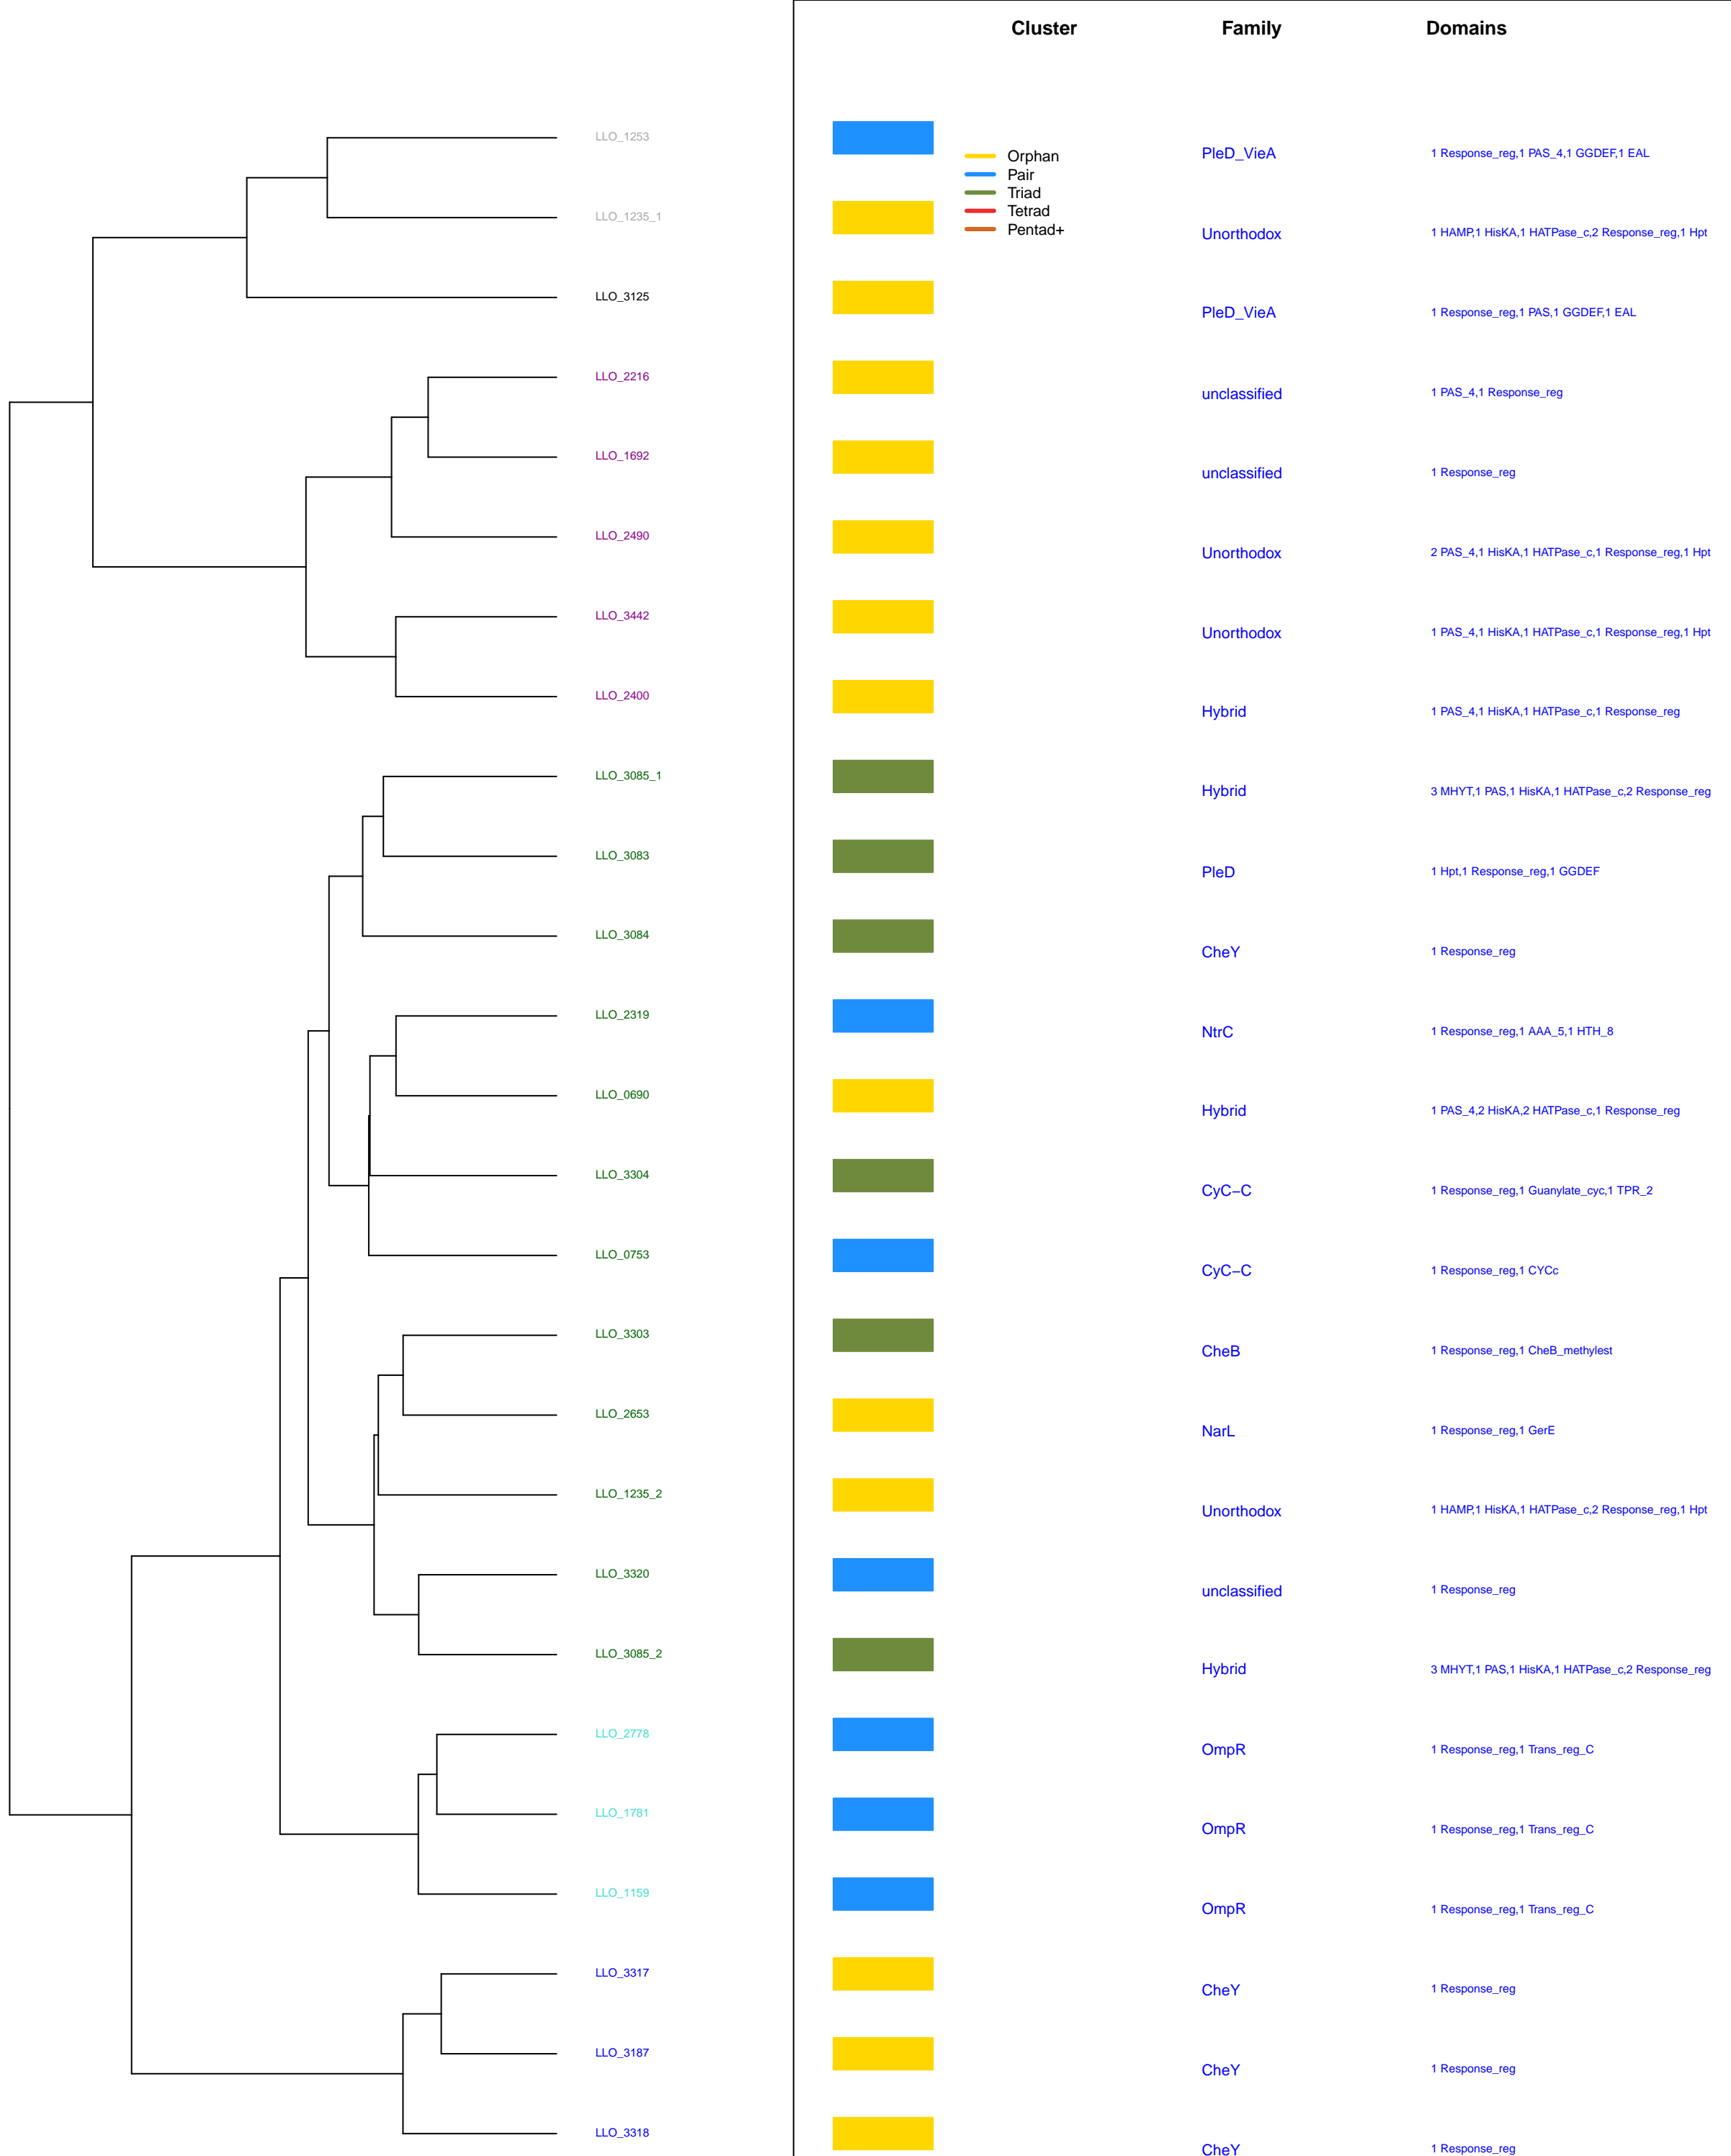 Cluster Family Domains
LLO_1253 PleD_VieA 1 Response_reg,1 PAS_4,1 GGDEF,1 EAL
Orphan
Pair
Triad
Tetrad
Pentad+
LLO_1235_1 Unorthodox 1 HAMP,1 HisKA,1 HATPase_c,2 Response_reg,1 Hpt
LLO_3125 PleD_VieA 1 Response_reg,1 PAS,1 GGDEF,1 EAL
LLO_2216 unclassified 1 PAS_4,1 Response_reg
LLO_1692 unclassified 1 Response_reg
LLO_2490 Unorthodox 2 PAS_4,1 HisKA,1 HATPase_c,1 Response_reg,1 Hpt
LLO_3442 Unorthodox 1 PAS_4,1 HisKA,1 HATPase_c,1 Response_reg,1 Hpt
LLO_2400 Hybrid 1 PAS_4,1 HisKA,1 HATPase_c,1 Response_reg
LLO_3085_1 Hybrid 3 MHYT,1 PAS,1 HisKA,1 HATPase_c,2 Response_reg
LLO_3083 PleD 1 Hpt,1 Response_reg,1 GGDEF
LLO_3084 CheY 1 Response_reg
LLO_2319 NtrC 1 Response_reg,1 AAA_5,1 HTH_8
LLO_0690 Hybrid 1 PAS_4,2 HisKA,2 HATPase_c,1 Response_reg
LLO_3304 CyC−C 1 Response_reg,1 Guanylate_cyc,1 TPR_2
LLO_0753 CyC−C 1 Response_reg,1 CYCc
LLO_3303 CheB 1 Response_reg,1 CheB_methylest
LLO_2653 NarL 1 Response_reg,1 GerE
LLO_1235_2 Unorthodox 1 HAMP,1 HisKA,1 HATPase_c,2 Response_reg,1 Hpt
LLO_3320 unclassified 1 Response_reg
LLO_3085_2 Hybrid 3 MHYT,1 PAS,1 HisKA,1 HATPase_c,2 Response_reg
LLO_2778 OmpR 1 Response_reg,1 Trans_reg_C
LLO_1781 OmpR 1 Response_reg,1 Trans_reg_C
LLO_1159 OmpR 1 Response_reg,1 Trans_reg_C
LLO_3317 CheY 1 Response_reg
LLO_3187 CheY 1 Response_reg
LLO_3318 CheY 1 Response_reg